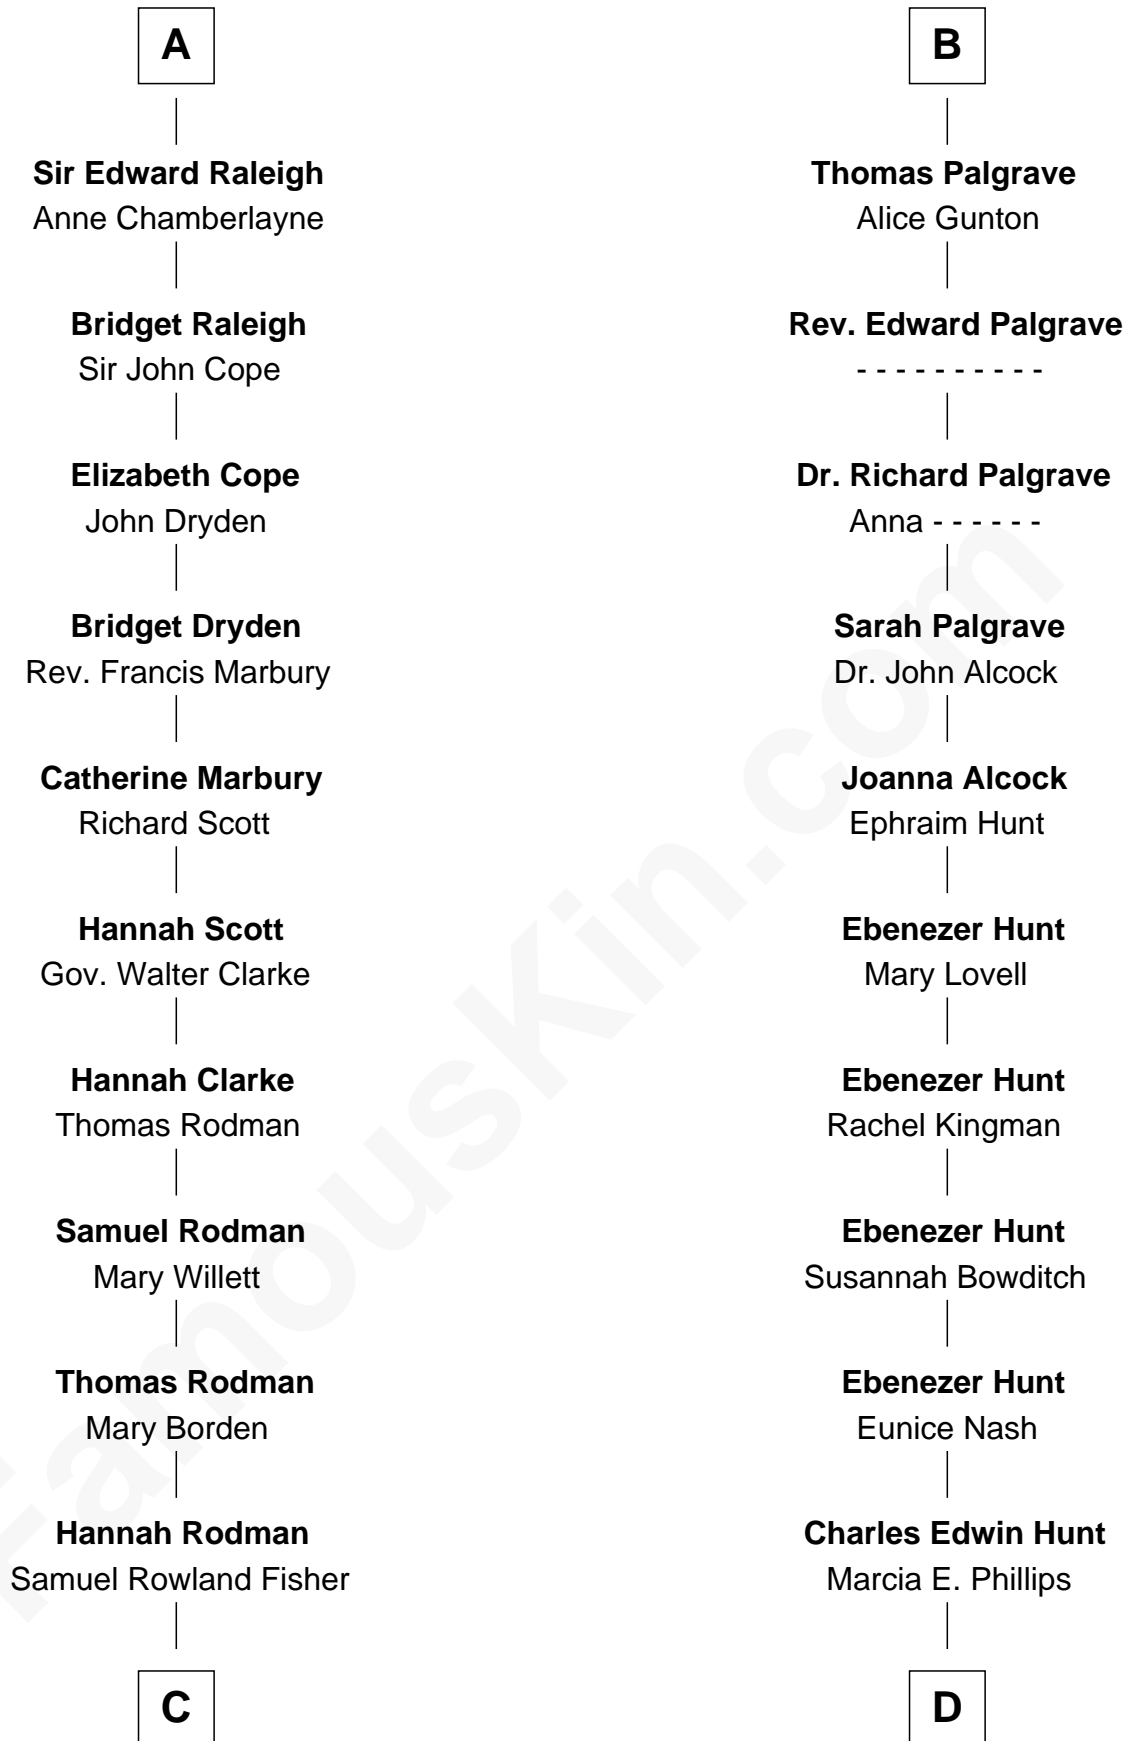 A
Sir Edward Raleigh
Anne Chamberlayne
Bridget Raleigh
Sir John Cope
Elizabeth Cope
John Dryden
Bridget Dryden
Rev. Francis Marbury
Catherine Marbury
Richard Scott
Hannah Scott
Gov. Walter Clarke
Hannah Clarke
Thomas Rodman
Samuel Rodman
Mary Willett
Thomas Rodman
Mary Borden
Hannah Rodman
Samuel Rowland Fisher
C
B
Thomas Palgrave
Alice Gunton
Rev. Edward Palgrave
- - - - - - - - - -
Dr. Richard Palgrave
Anna - - - - - -
Sarah Palgrave
Dr. John Alcock
Joanna Alcock
Ephraim Hunt
Ebenezer Hunt
Mary Lovell
Ebenezer Hunt
Rachel Kingman
Ebenezer Hunt
Susannah Bowditch
Ebenezer Hunt
Eunice Nash
Charles Edwin Hunt
Marcia E. Phillips
D
FamousKin.com